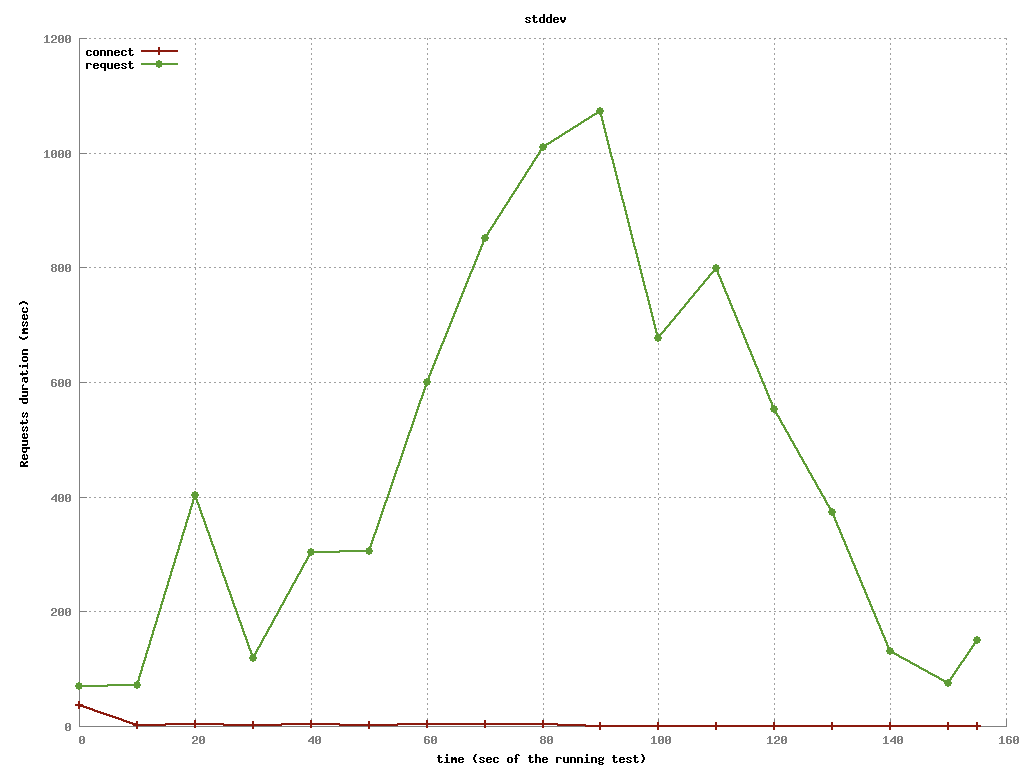 stddev
connect
request
1200
1000
800
600
400
200
0
Requests duration (msec)
0 20 40 60 80 100 120 140 160
time (sec of the running test)